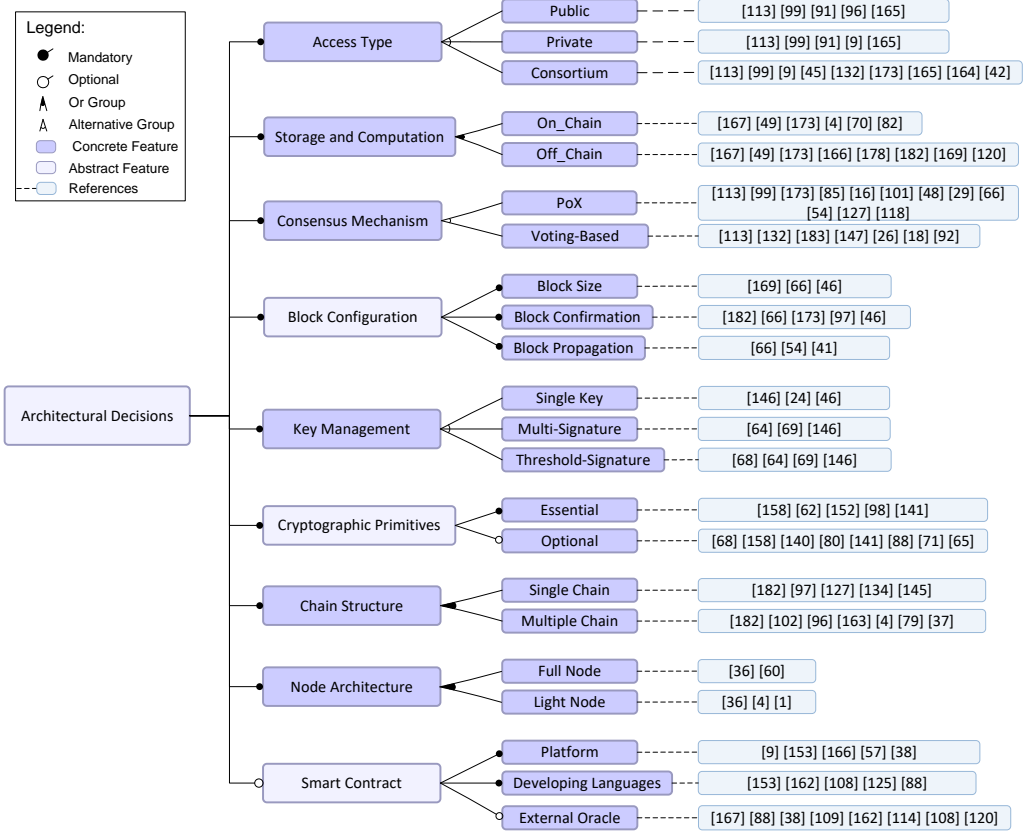 Legend:
Mandatory
Optional
Or Group
Alternative Group
Concrete Feature
Abstract Feature
References
Architectural Decisions
Access Type
Public
[113] [99] [91] [96] [165]
Private
[113] [99] [91] [9] [165]
Consortium
[113] [99] [9] [45] [132] [173] [165] [164] [42]
Storage and Computation
On_Chain
[167] [49] [173] [4] [70] [82]
Off_Chain
[167] [49] [173] [166] [178] [182] [169] [120]
Consensus Mechanism
PoX
[113] [99] [173] [85] [16] [101] [48] [29] [66]
[54] [127] [118]
Voting-Based
[113] [132] [183] [147] [26] [18] [92]
Block Configuration
Block Size
[169] [66] [46]
Block Confirmation
[182] [66] [173] [97] [46]
Block Propagation
[66] [54] [41]
Key Management
Single Key
[146] [24] [46]
Multi-Signature
[64] [69] [146]
Threshold-Signature
[68] [64] [69] [146]
Cryptographic Primitives
Essential
[158] [62] [152] [98] [141]
Optional
[68] [158] [140] [80] [141] [88] [71] [65]
Chain Structure
Single Chain
[182] [97] [127] [134] [145]
Multiple Chain
[182] [102] [96] [163] [4] [79] [37]
Node Architecture
Full Node
[36] [60]
Light Node
[36] [4] [1]
Smart Contract
Platform
[9] [153] [166] [57] [38]
Developing Languages
[153] [162] [108] [125] [88]
External Oracle
[167] [88] [38] [109] [162] [114] [108] [120]